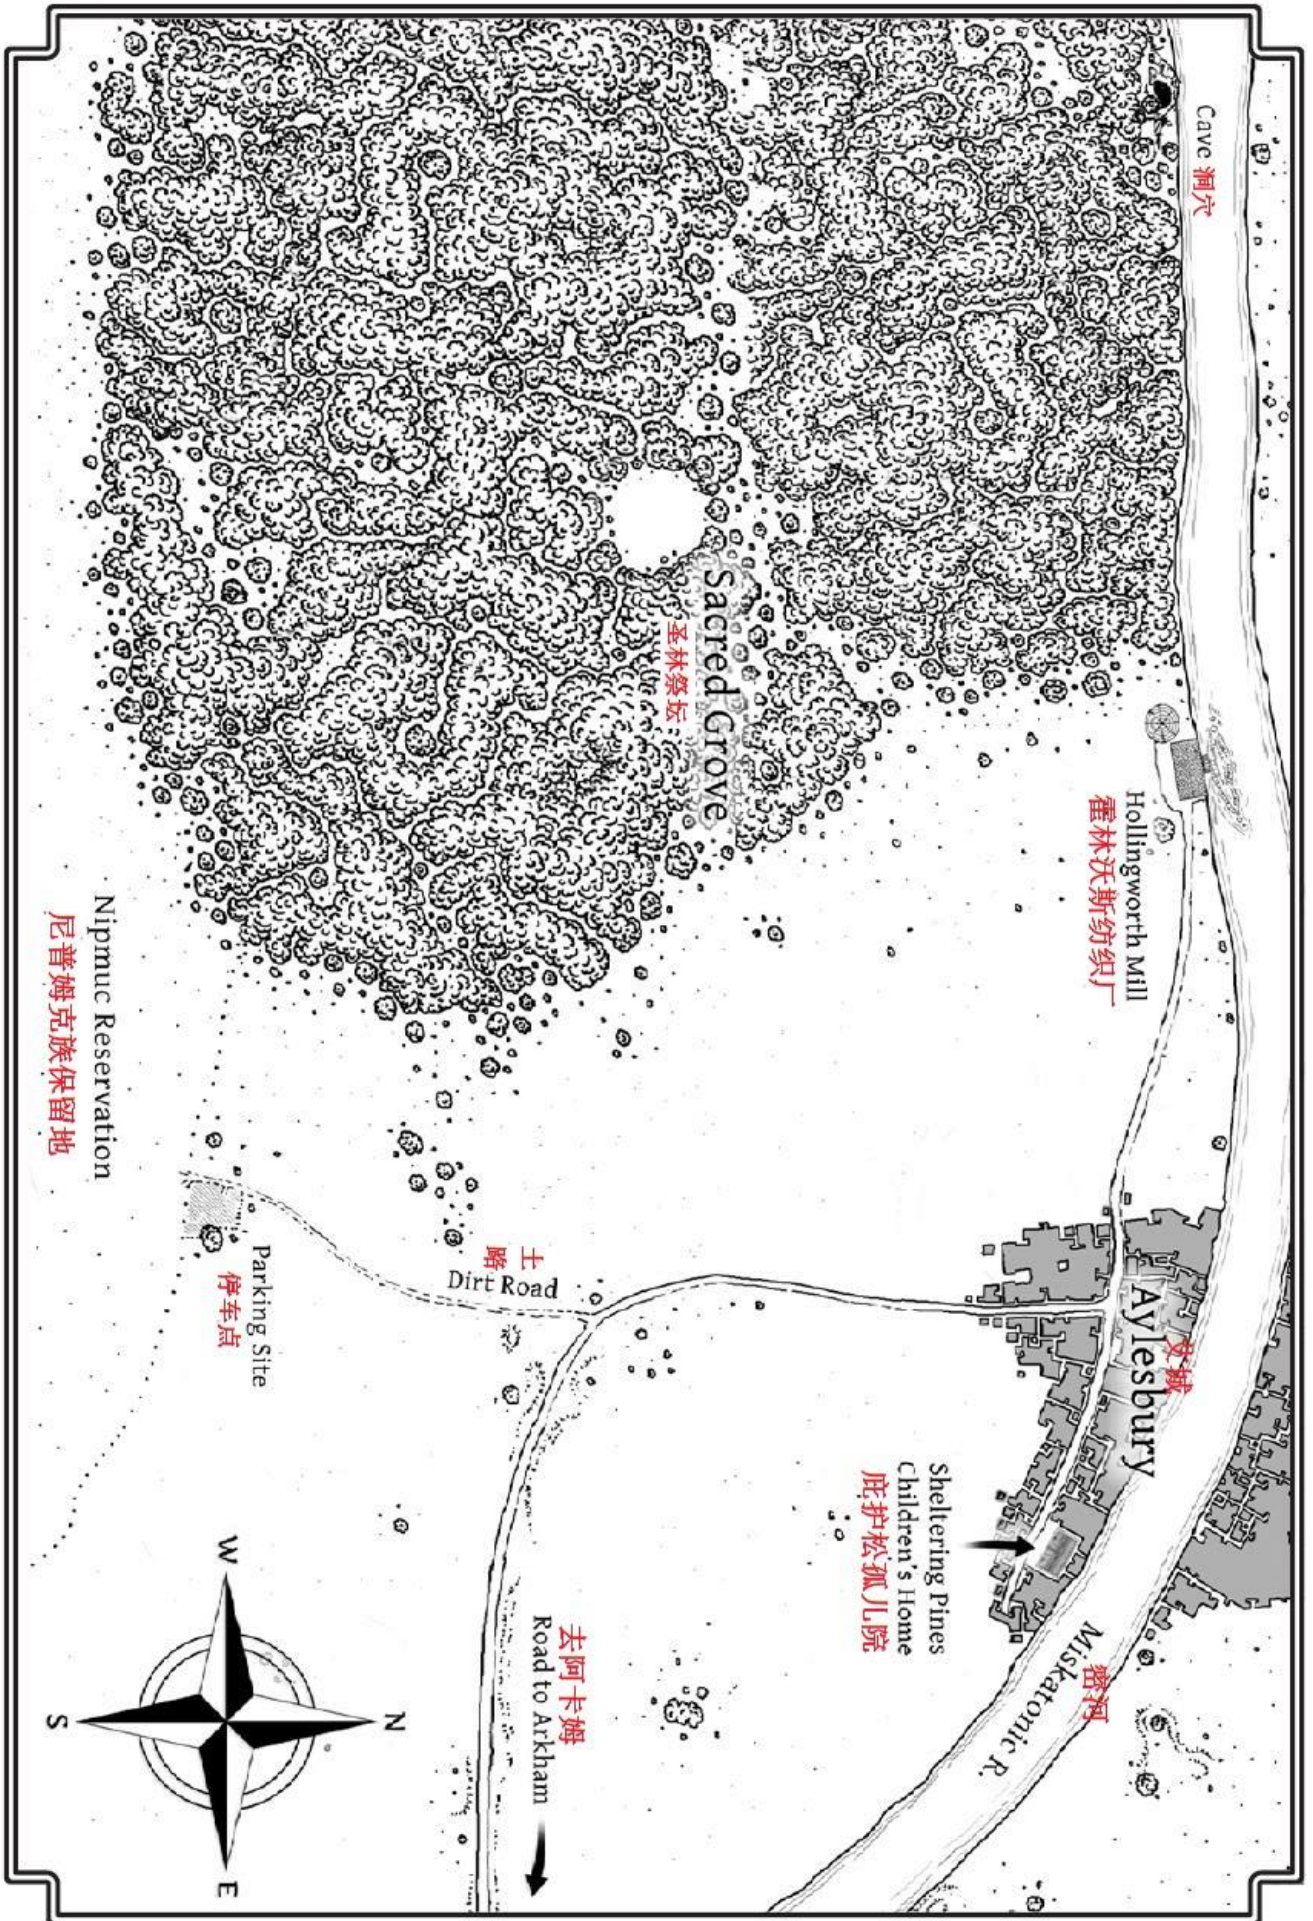 Cave 洞穴
Sacred Grove
圣林祭坛
Hollingworth Mill
霍林沃斯纺织厂
Nipmuc Reservation
尼普姆克族保留地
Aylesbury
艾城
土
路
Dirt Road
Parking Site
停车点
Sheltering Pines
Children's Home
庇护松孤儿院
Miskatonic R.
密河
去阿卡姆
Road to Arkham
W
N
S
E